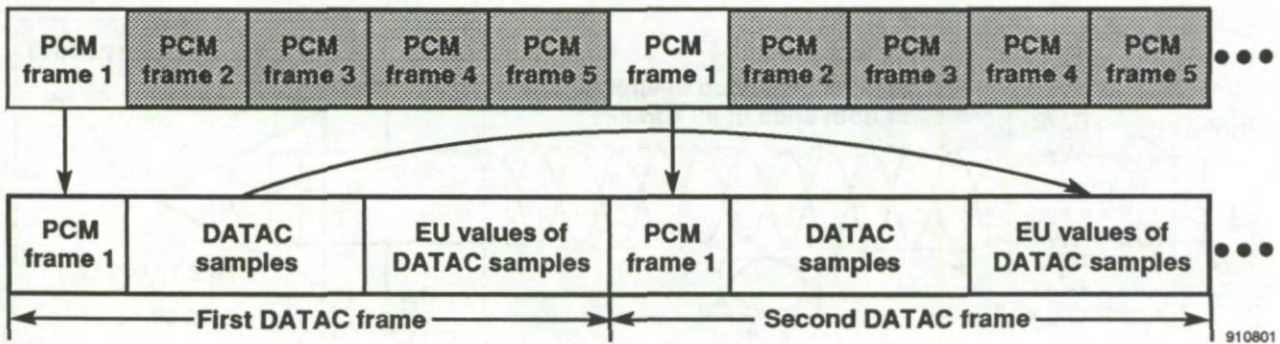 PCM frame 1 PCM frame 2 PCM frame 3 PCM frame 4 PCM frame 5 PCM frame 1 PCM frame 2 PCM frame 3 PCM frame 4 PCM frame 5 •••
PCM frame 1 DATAC samples EU values of DATAC samples PCM frame 1 DATAC samples EU values of DATAC samples •••
First DATAC frame Second DATAC frame
910801